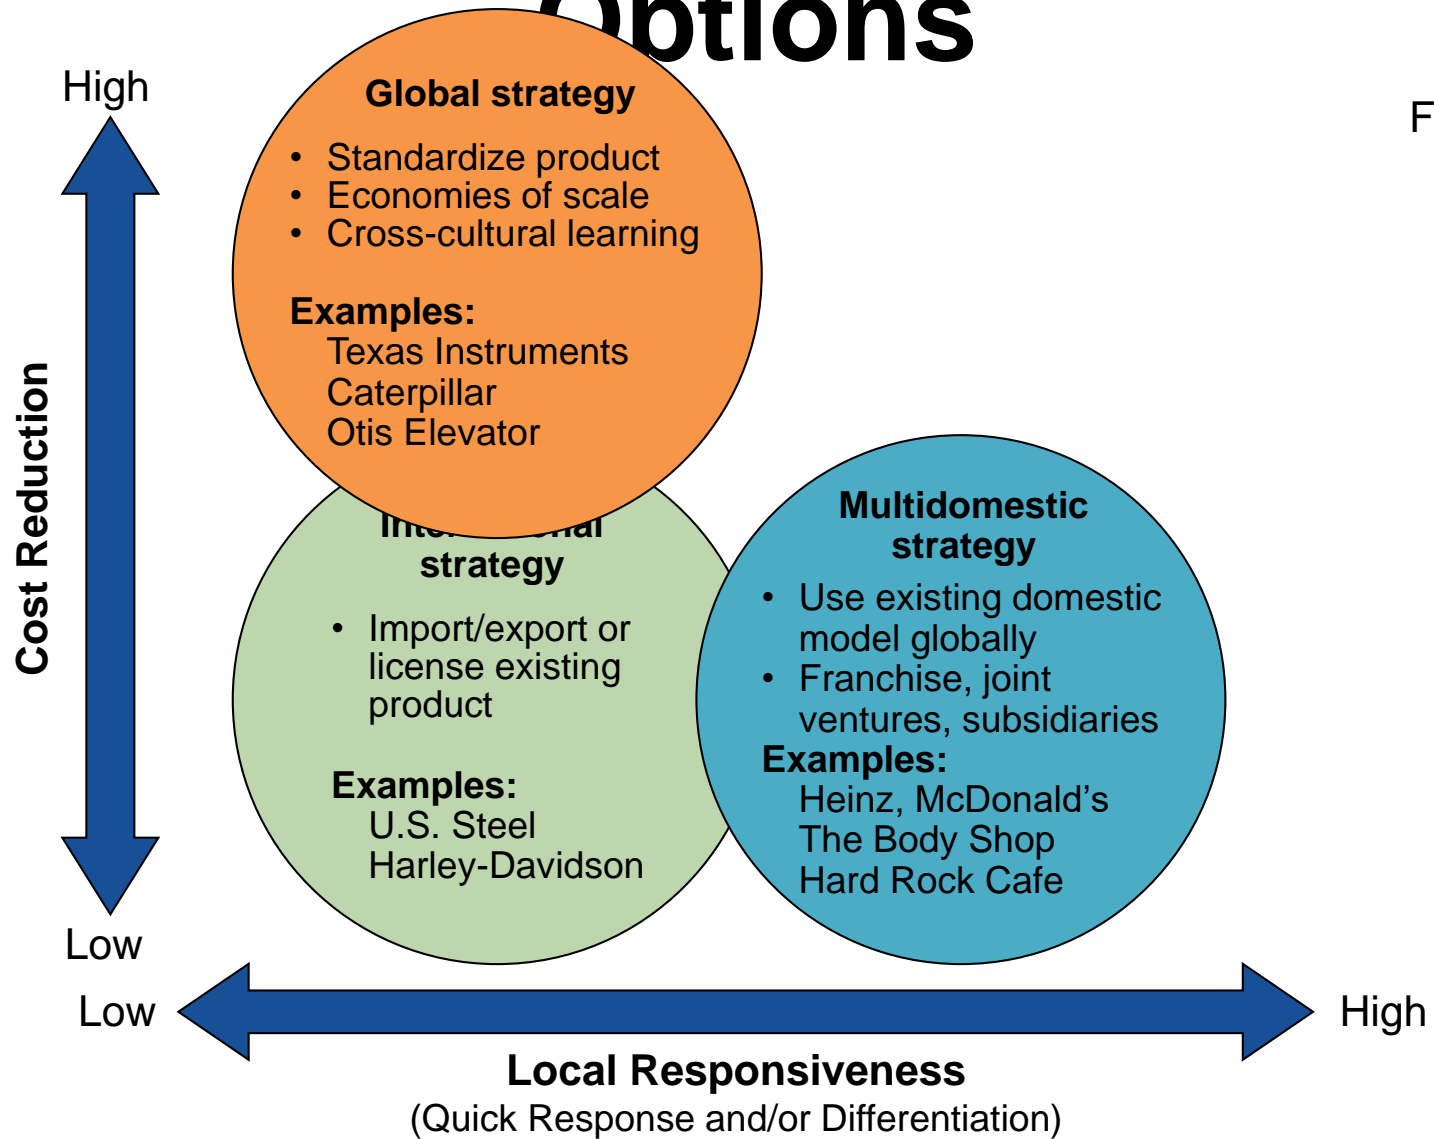 Options
High
F
Global strategy
• Standardize product
• Economies of scale
• Cross-cultural learning
Examples:
Texas Instruments
Caterpillar
Otis Elevator
Cost Reduction
International
strategy
• Import/export or
license existing
product
Examples:
U.S. Steel
Harley-Davidson
Multidomestic
strategy
• Use existing domestic
model globally
• Franchise, joint
ventures, subsidiaries
Examples:
Heinz, McDonald’s
The Body Shop
Hard Rock Cafe
Low
Low
High
Local Responsiveness
(Quick Response and/or Differentiation)